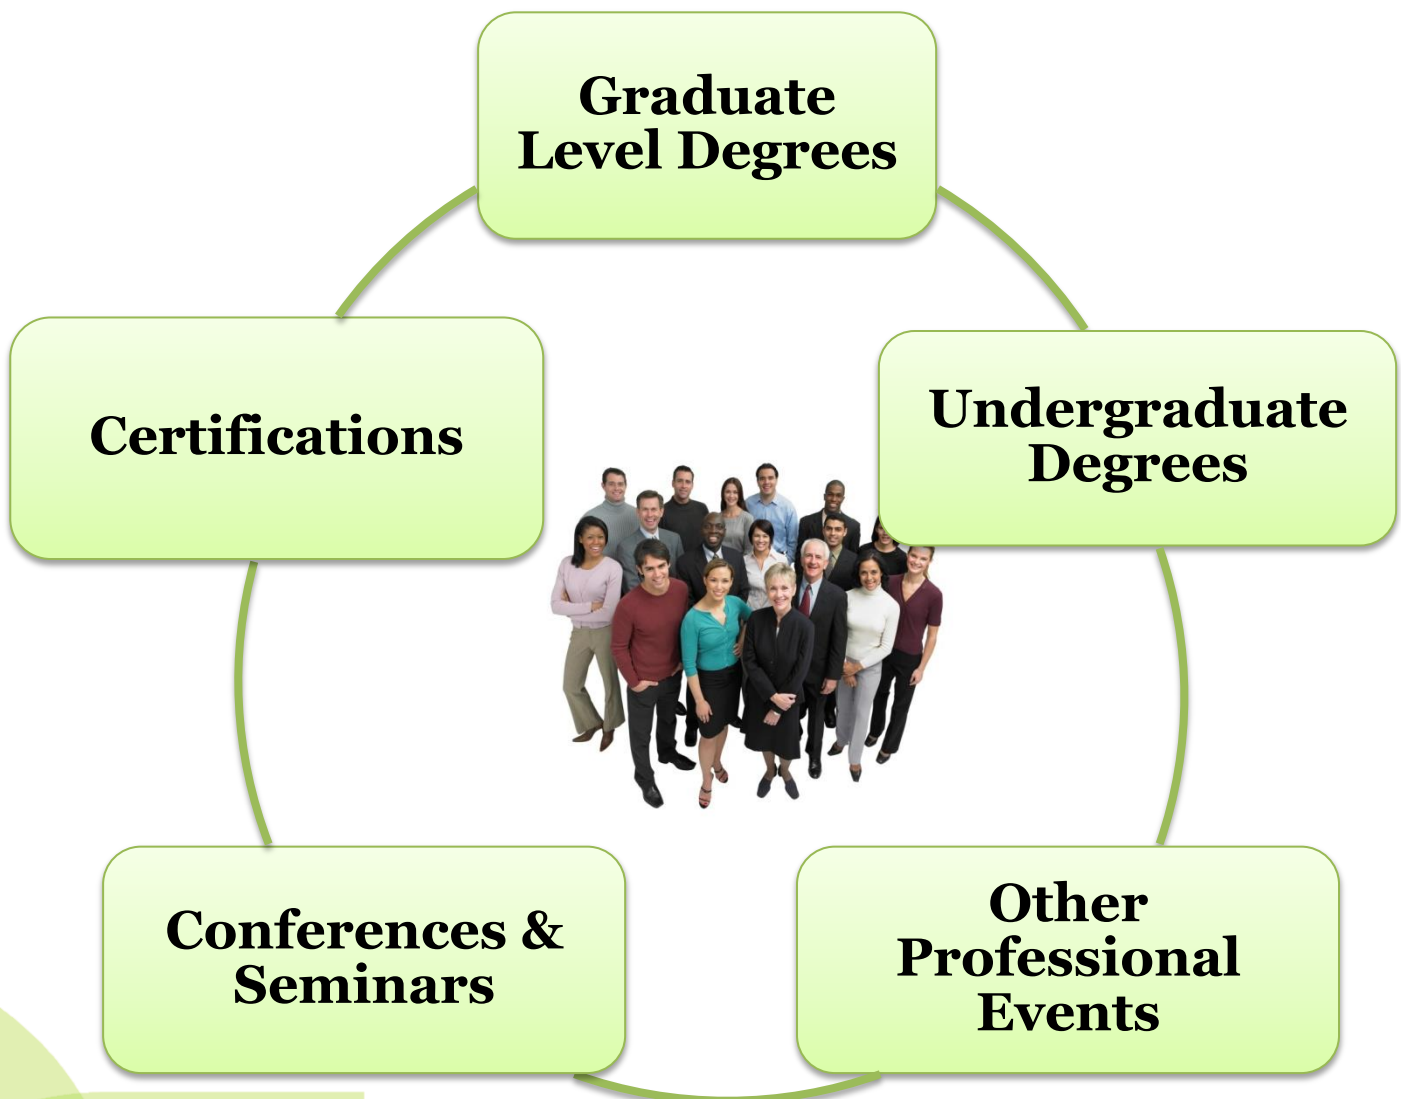 Graduate
Level Degrees
Certifications
Undergraduate
Degrees
Conferences &
Seminars
Other
Professional
Events